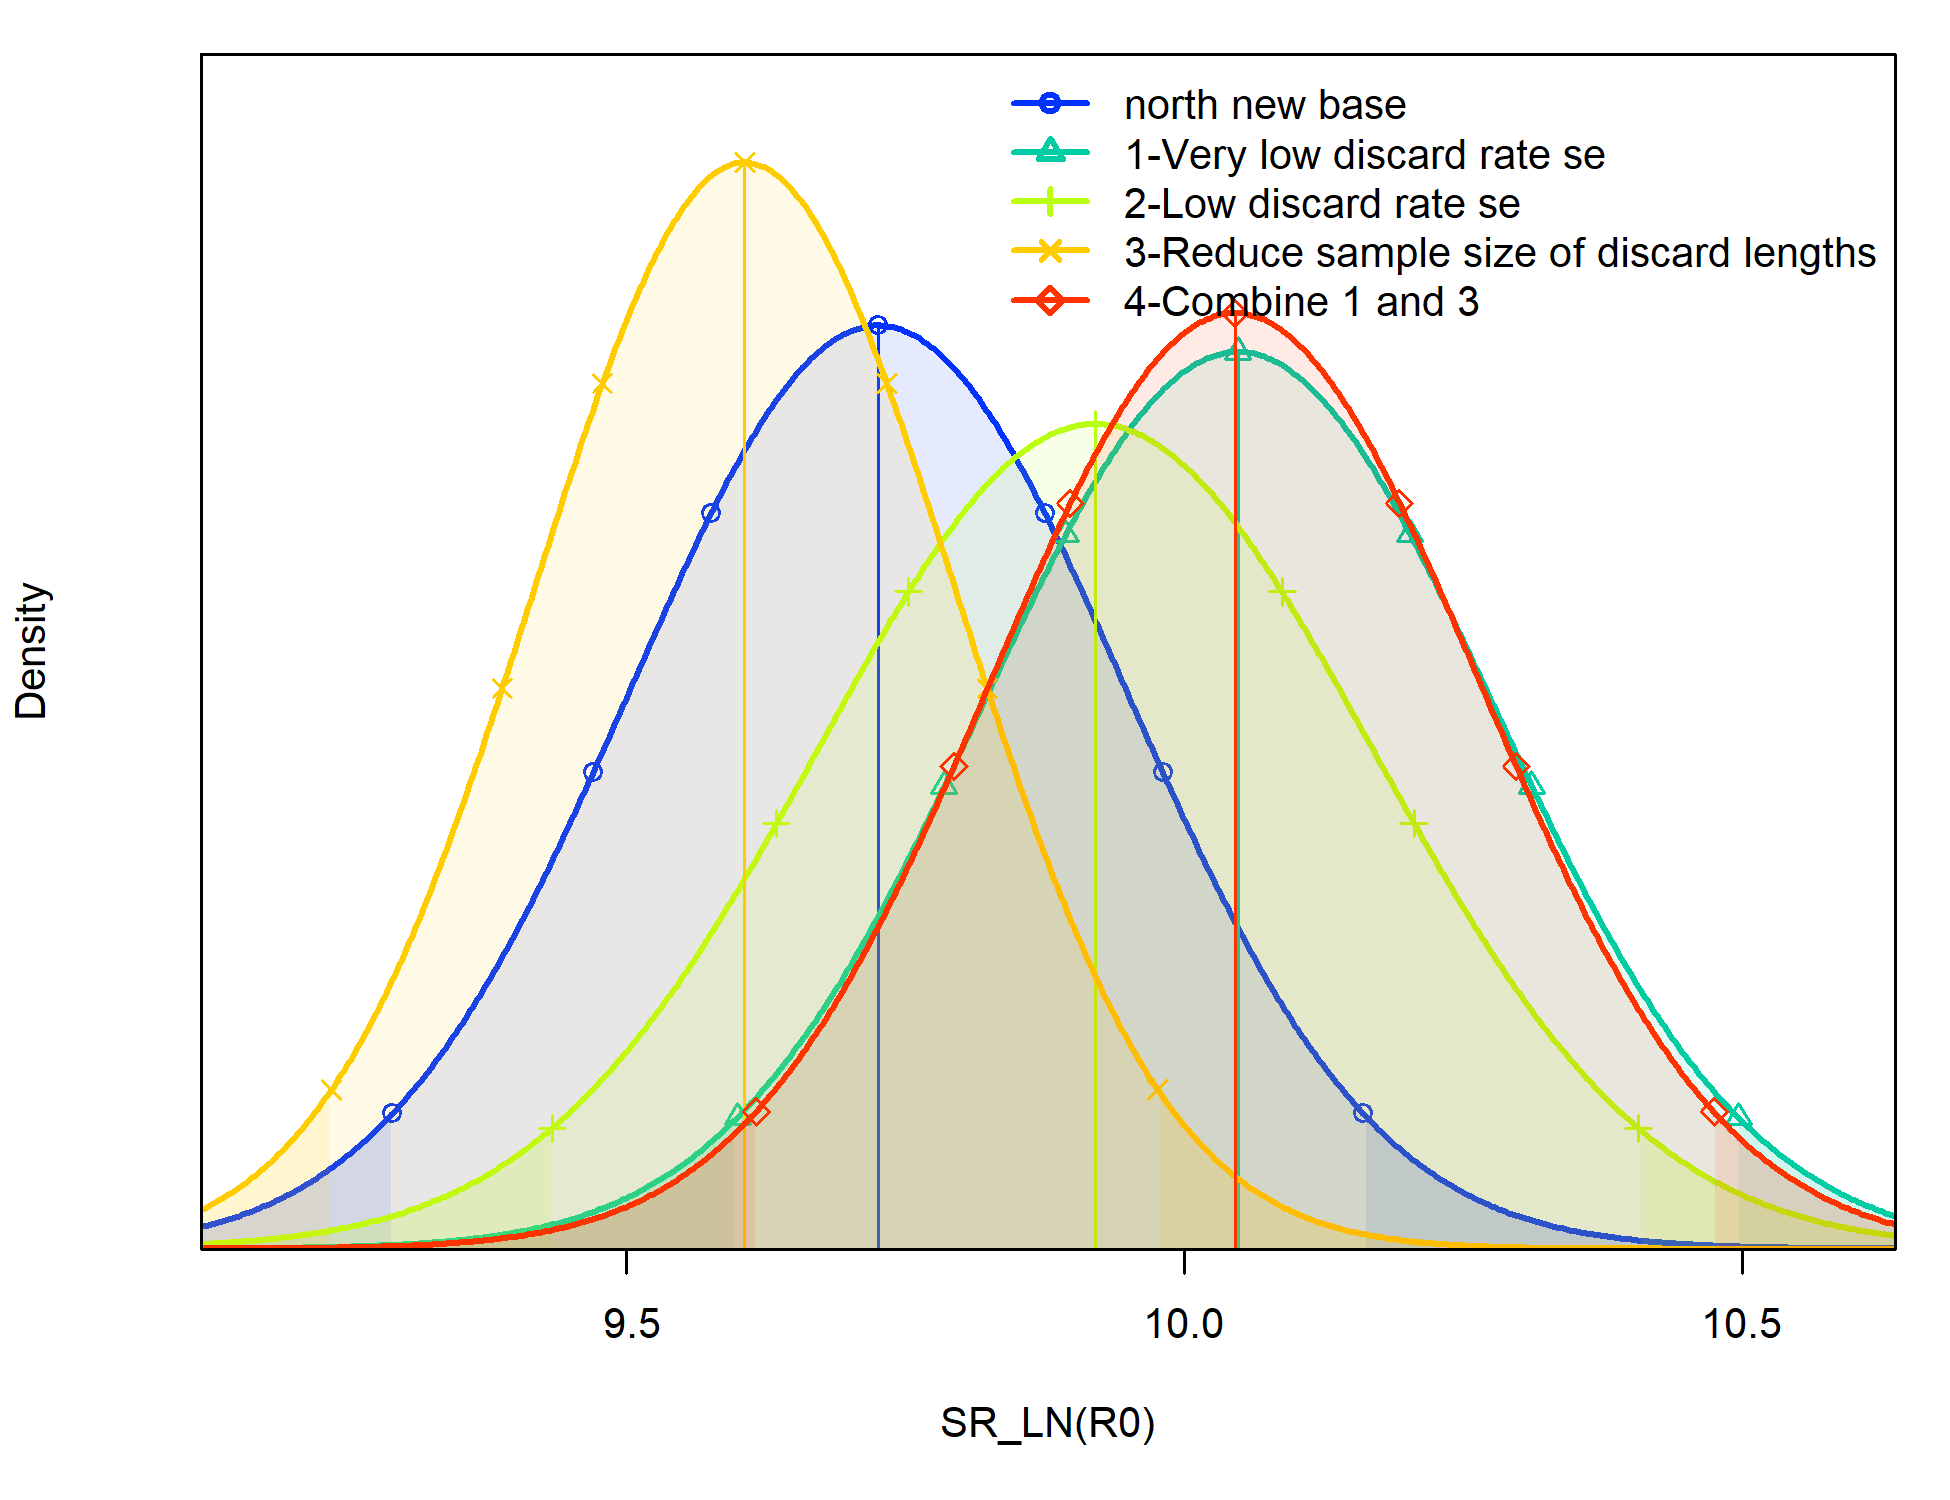 north new base
1-Very low discard rate se
2-Low discard rate se
3-Reduce sample size of discard lengths
4-Combine 1 and 3
Density
9.5
10.0
10.5
SR_LN(R0)